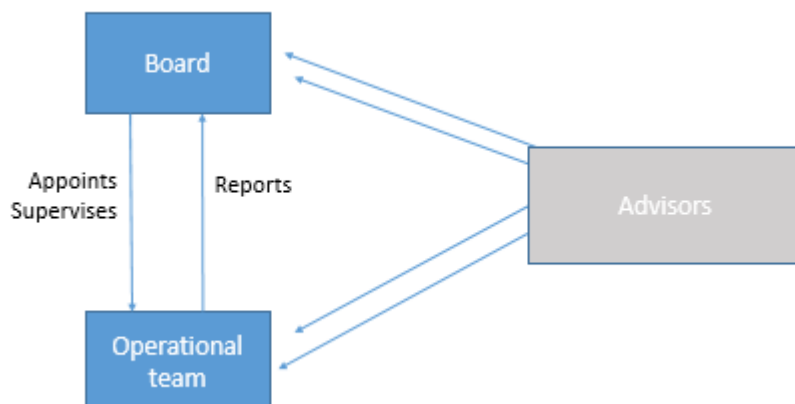 Board
Appoints
Supervises
Reports
Advisors
Operational
team